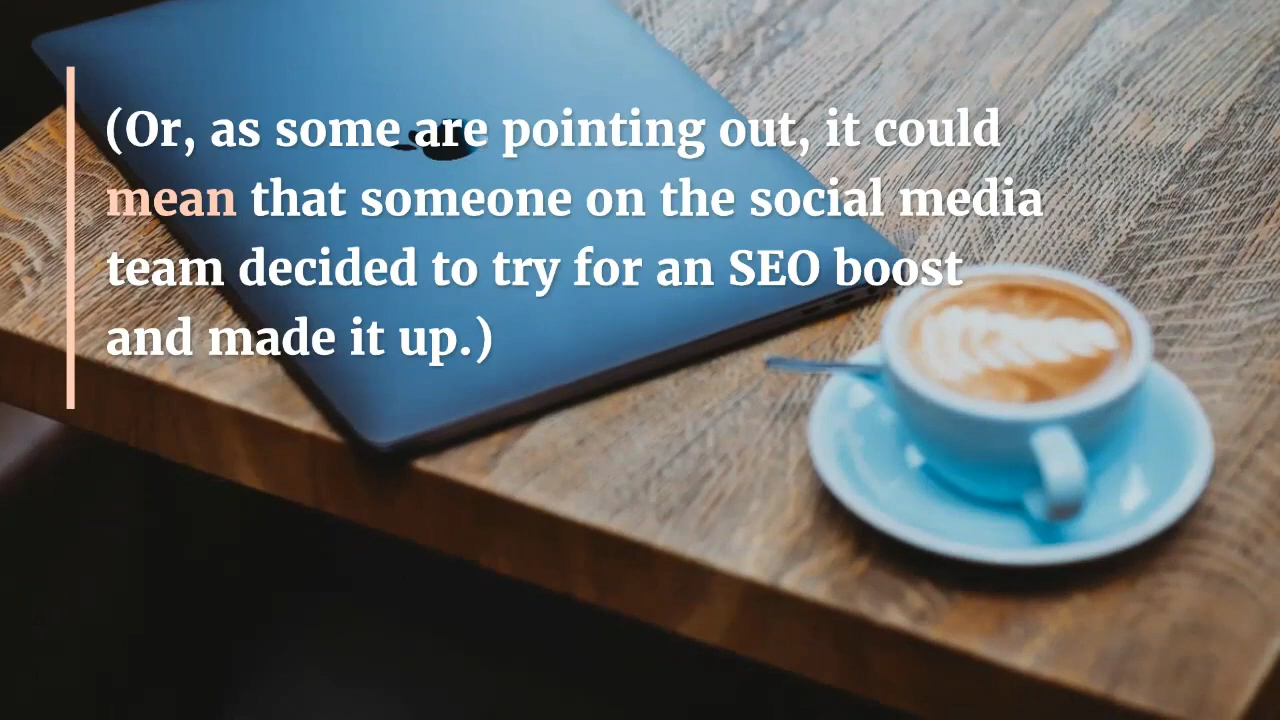 (Or, as some are pointing out, it could
mean that someone on the social media
team decided to try for an SEO boost
and made it up.)